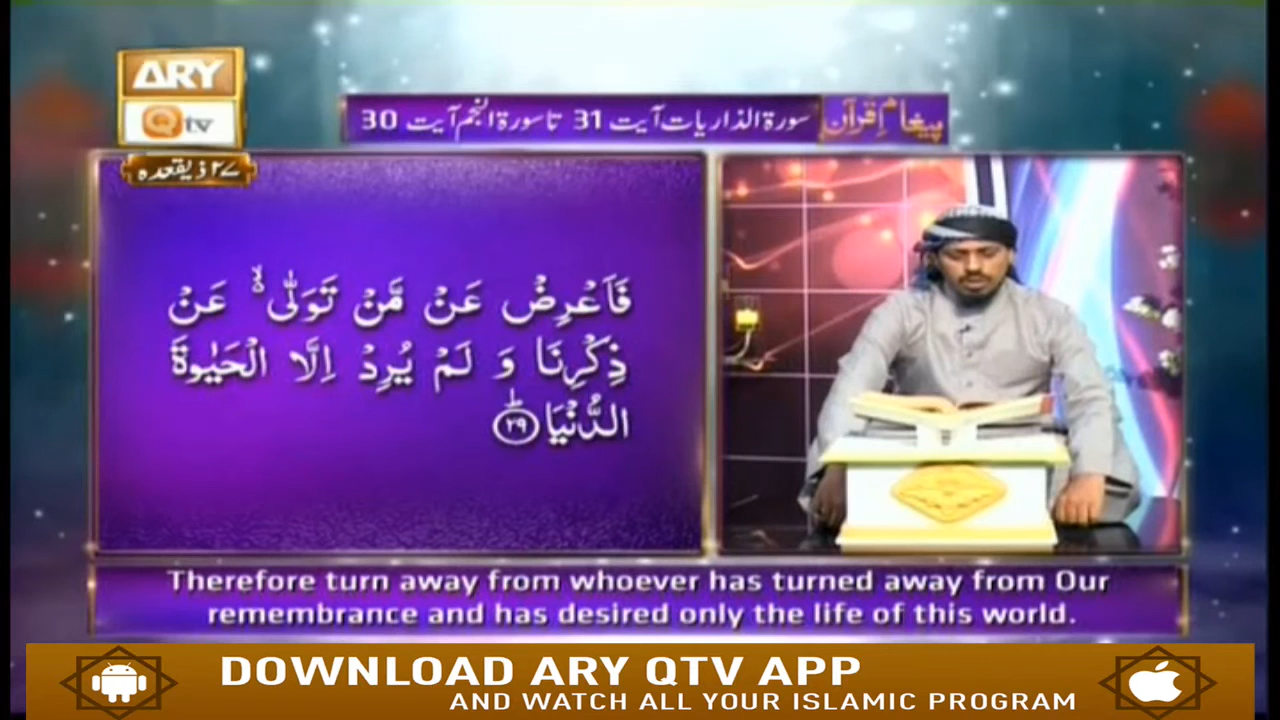 ARY
Qtv
پیغامِ قرآن
سورۃ الذاریات آیت 31 تا سورۃ النجم آیت 30
۲۷ ذیقعدہ
فَاَعْرِضْ عَنْ مَّنْ تَوَلّٰى ۙ۬ عَنْ
ذِكْرِنَا وَ لَمْ یُرِدْ اِلَّا الْحَیٰوةَ
الدُّنْیَا ؕ۲۹
Therefore turn away from whoever has turned away from Our
remembrance and has desired only the life of this world.
DOWNLOAD ARY QTV APP
AND WATCH ALL YOUR ISLAMIC PROGRAM